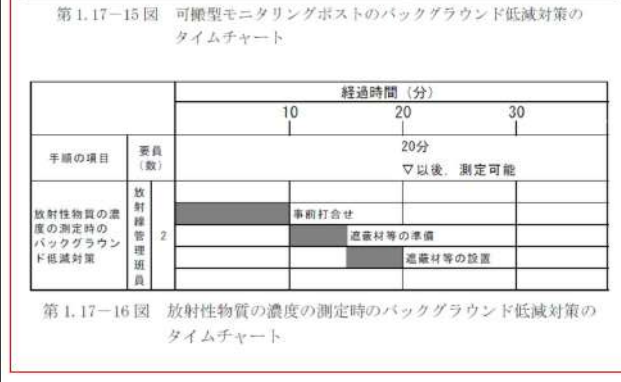 第1.17－15図 可搬型モニタリングポストのバックグラウンド低減対策の
タイムチャート
経過時間（分）
10 20 30
手順の項目
要員
（数）
20分
▽以後，測定可能
放射性物質の濃
度の測定時の
バックグラウン
ド低減対策
放射線管理班員
2
事前打合せ
遮蔽材等の準備
遮蔽材等の設置
第1.17－16図 放射性物質の濃度の測定時のバックグラウンド低減対策の
タイムチャート